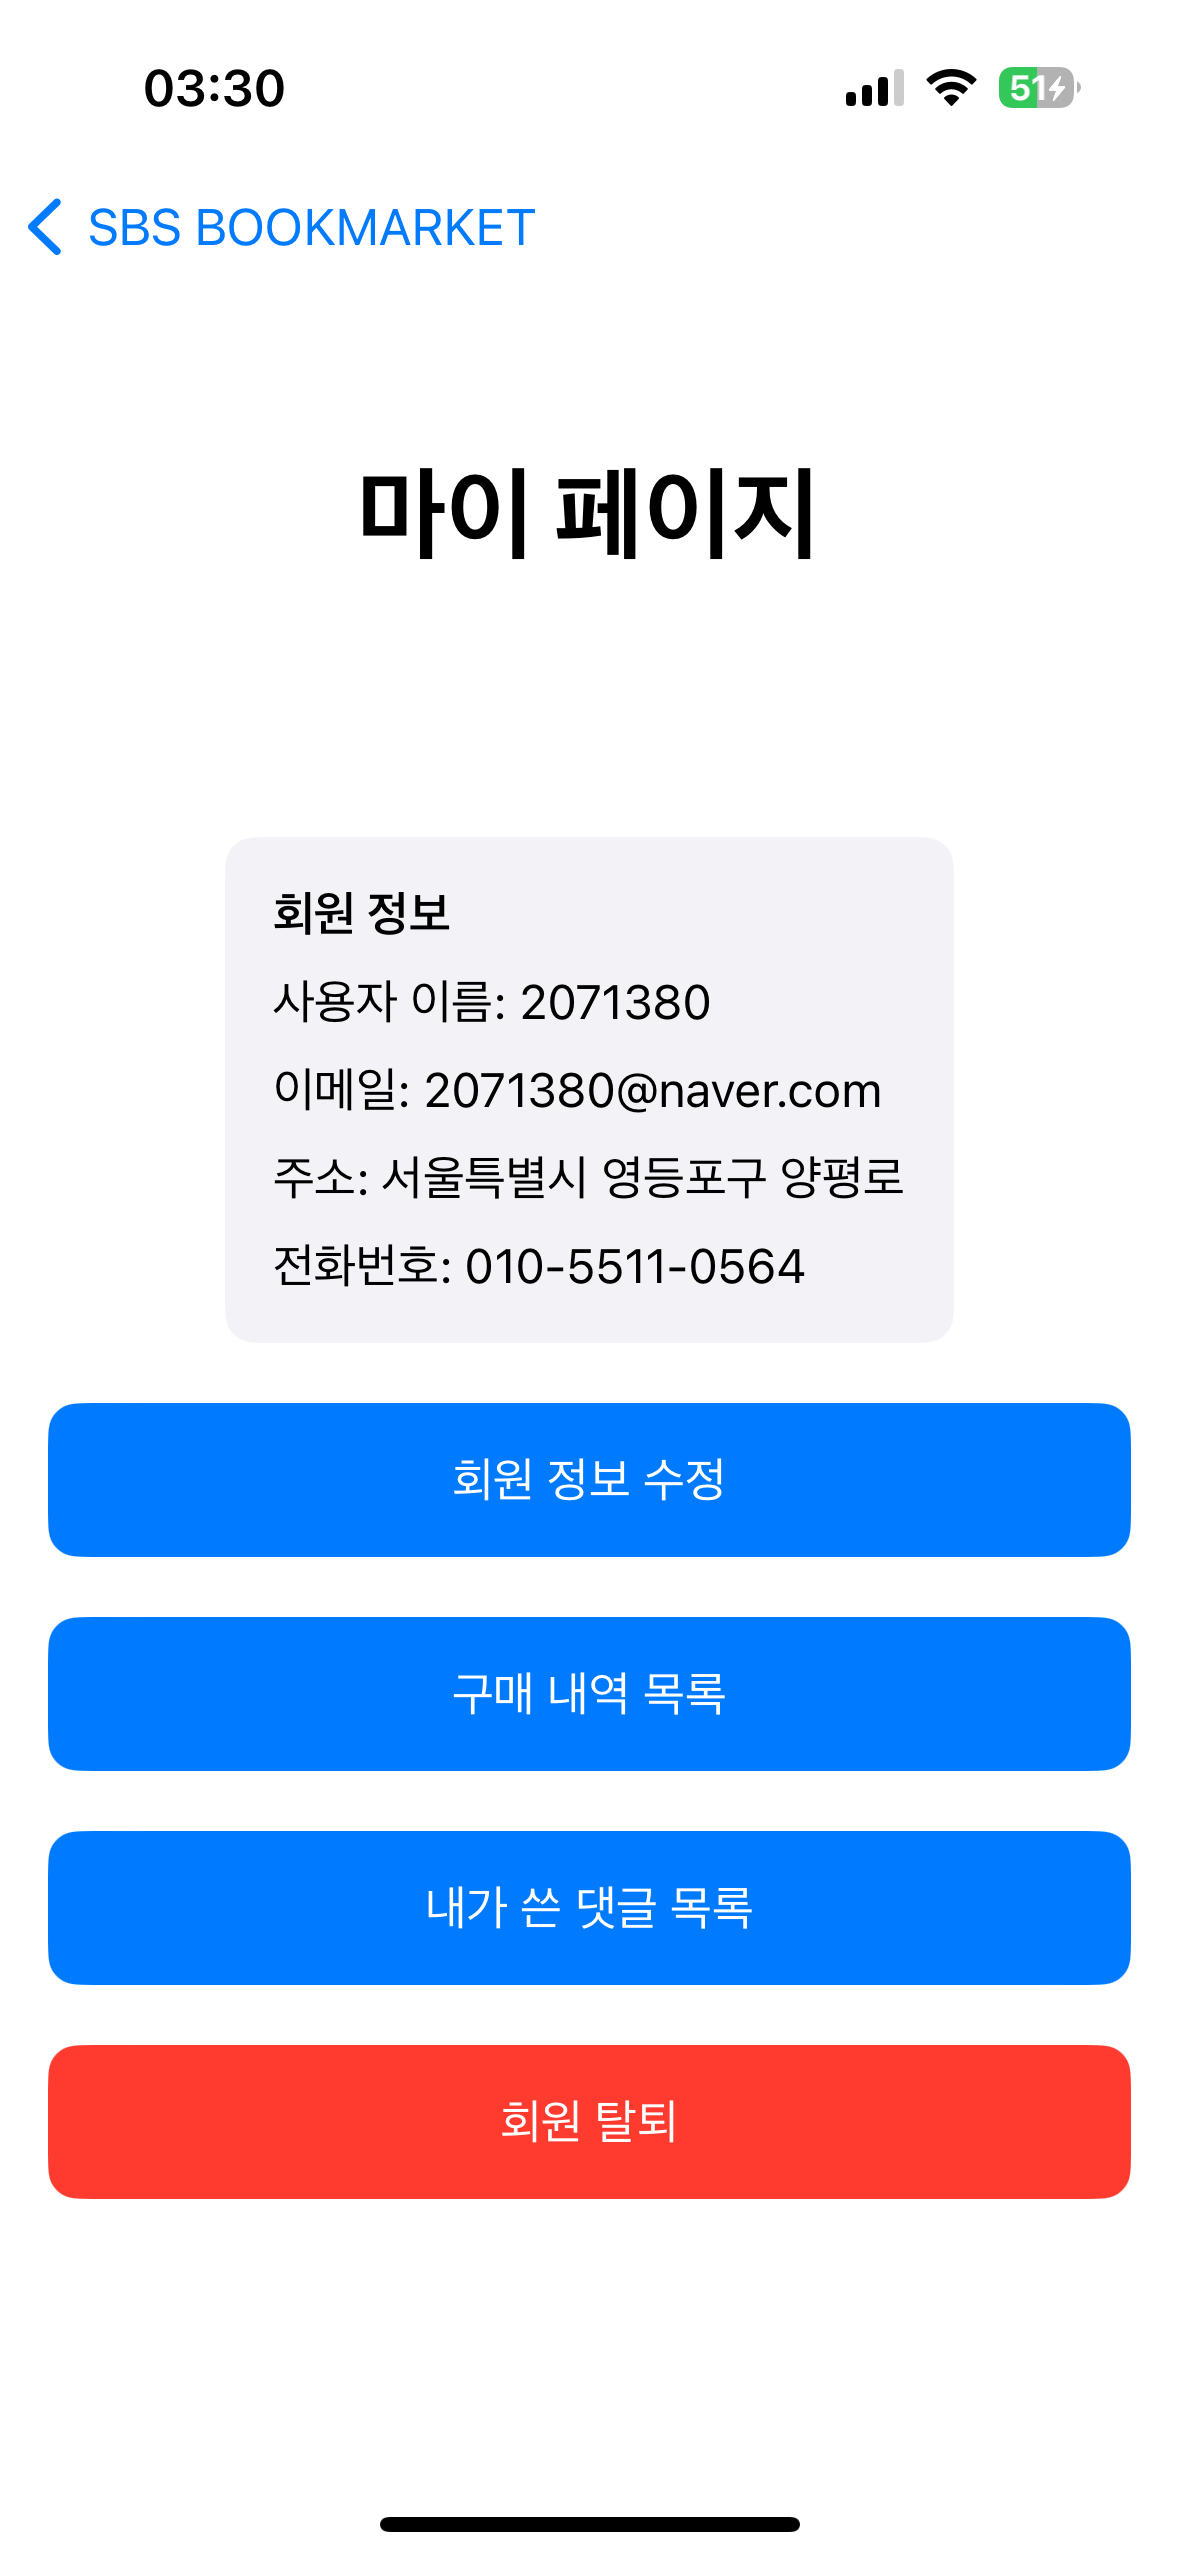 03:30
51
SBS BOOKMARKET
마이 페이지
회원 정보
사용자 이름: 2071380
이메일: 2071380@naver.com
주소: 서울특별시 영등포구 양평로
전화번호: 010-5511-0564
회원 정보 수정
구매 내역 목록
내가 쓴 댓글 목록
회원 탈퇴